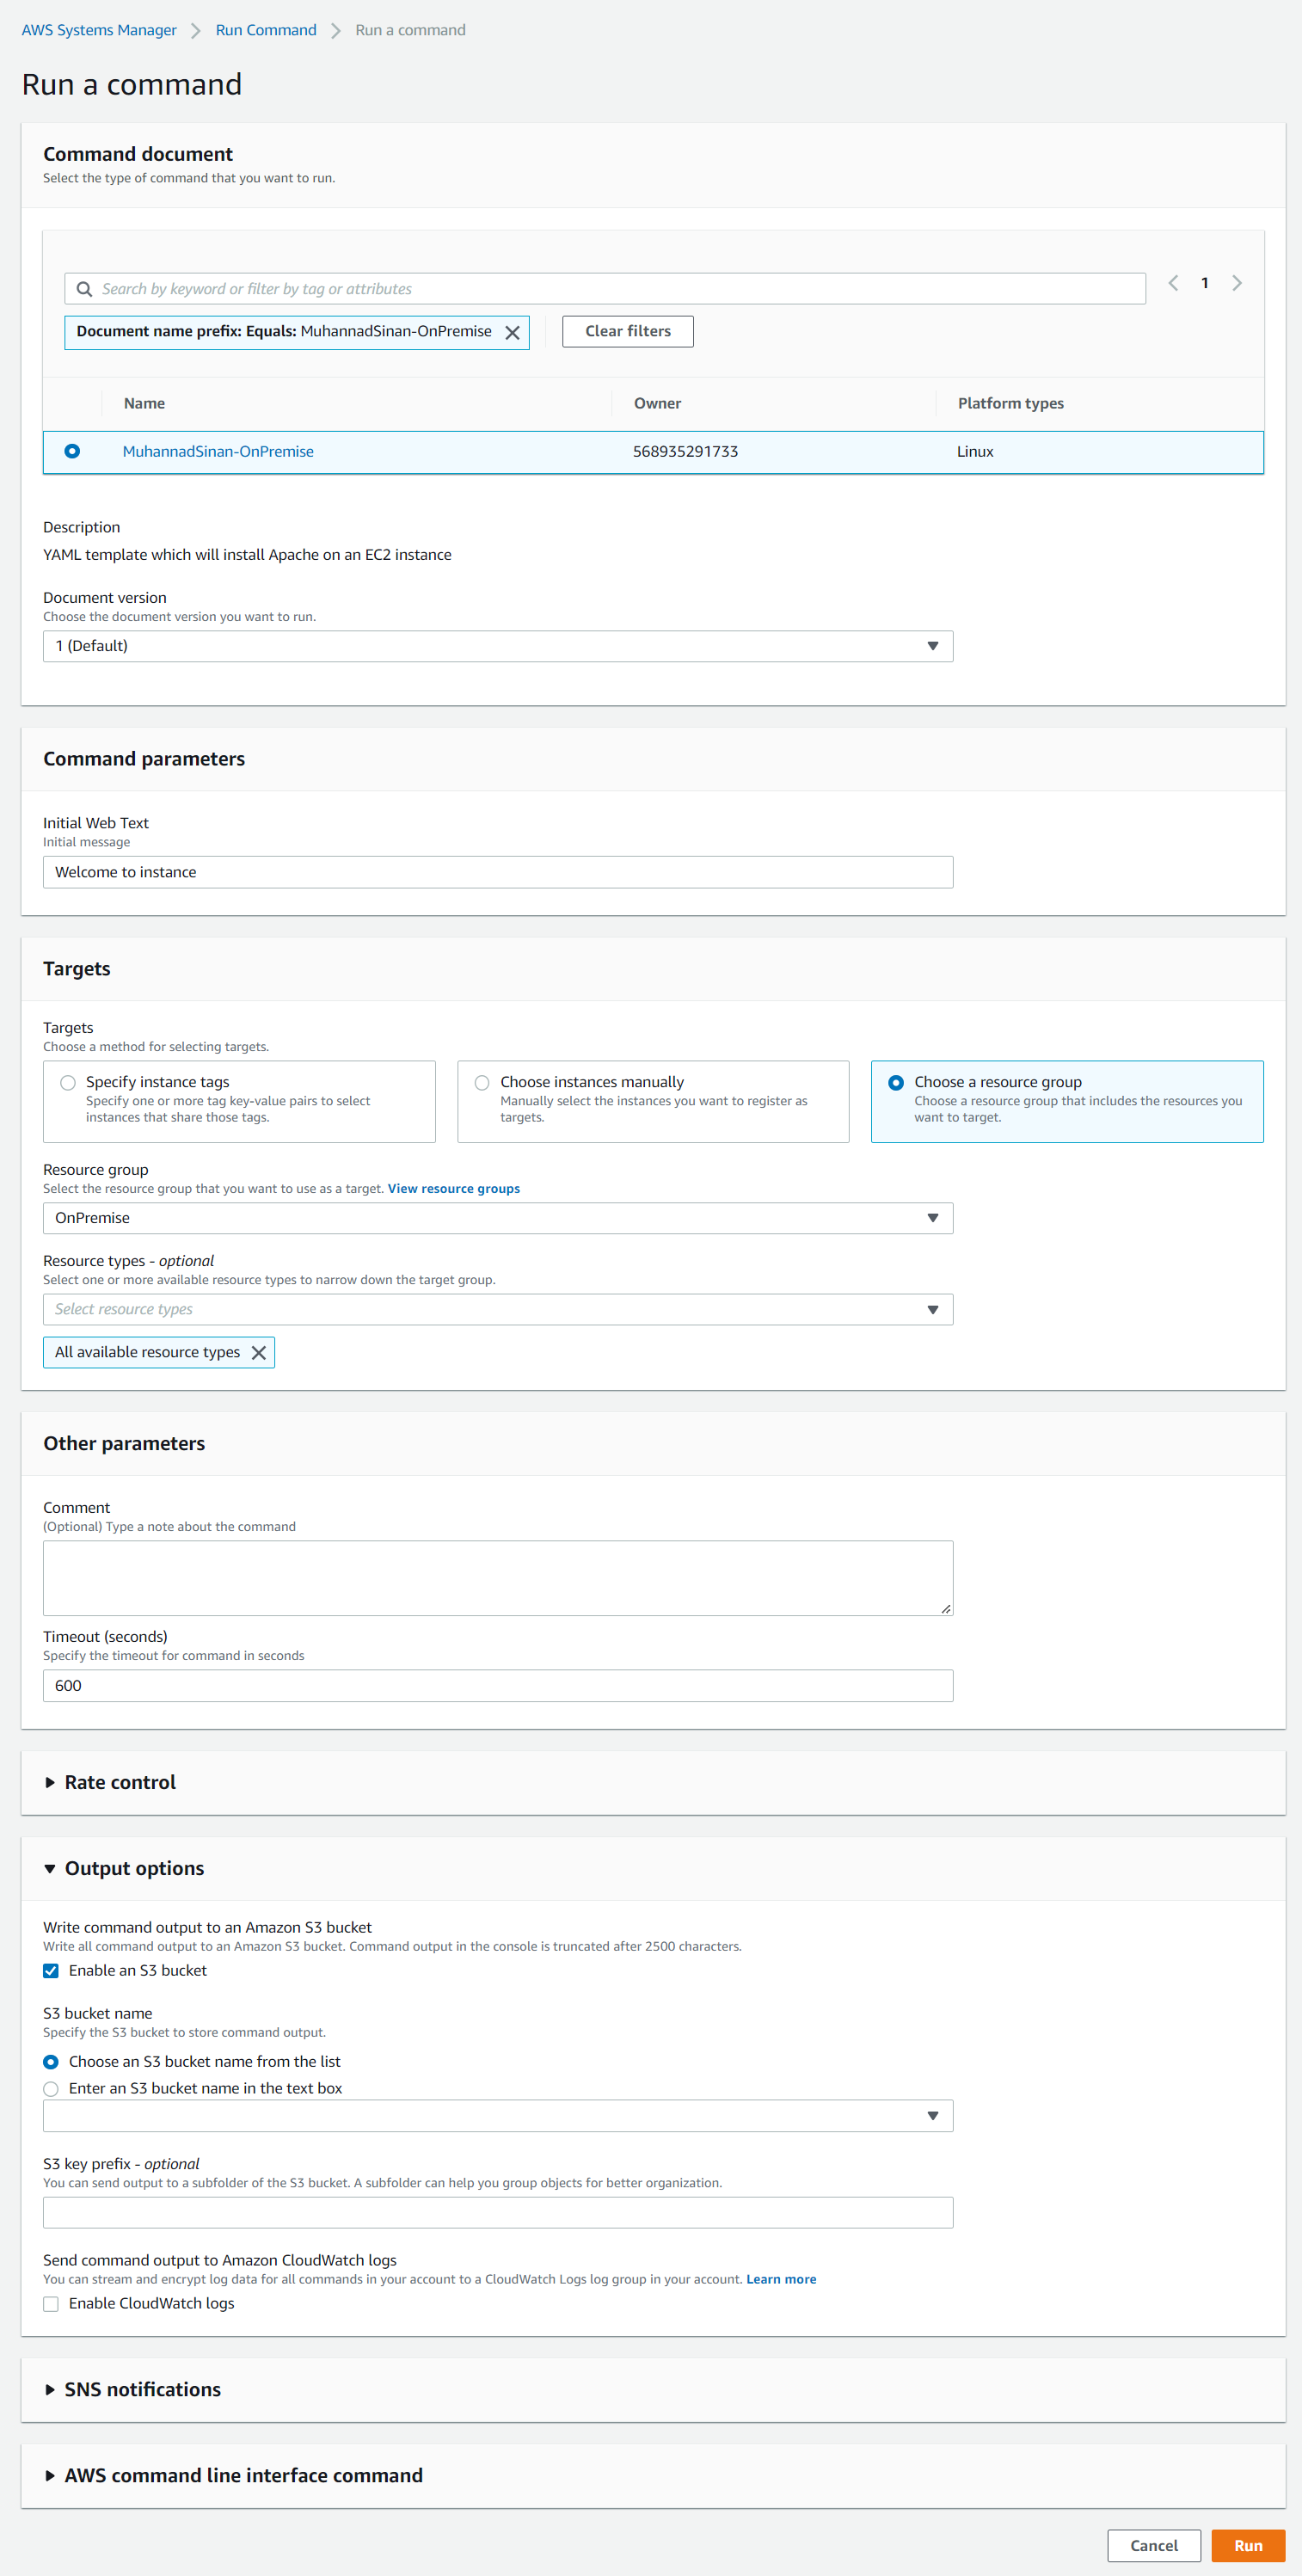 AWS Systems Manager > Run Command > Run a command
Run a command
Command document
Select the type of command that you want to run.
Search by keyword or filter by tag or attributes
1
Document name prefix: Equals: MuhannadSinan-OnPremise
Clear filters
Name Owner Platform types
MuhannadSinan-OnPremise 568935291733 Linux
Description
YAML template which will install Apache on an EC2 instance
Document version
Choose the document version you want to run.
1 (Default)
Command parameters
Initial Web Text
Initial message
Welcome to instance
Targets
Targets
Choose a method for selecting targets.
Specify instance tags
Specify one or more tag key-value pairs to select
instances that share those tags.
Choose instances manually
Manually select the instances you want to register as
targets.
Choose a resource group
Choose a resource group that includes the resources you
want to target.
Resource group
Select the resource group that you want to use as a target. View resource groups
OnPremise
Resource types - optional
Select one or more available resource types to narrow down the target group.
Select resource types
All available resource types
Other parameters
Comment
(Optional) Type a note about the command
Timeout (seconds)
Specify the timeout for command in seconds
600
Rate control
Output options
Write command output to an Amazon S3 bucket
Write all command output to an Amazon S3 bucket. Command output in the console is truncated after 2500 characters.
Enable an S3 bucket
S3 bucket name
Specify the S3 bucket to store command output.
Choose an S3 bucket name from the list
Enter an S3 bucket name in the text box
S3 key prefix - optional
You can send output to a subfolder of the S3 bucket. A subfolder can help you group objects for better organization.
Send command output to Amazon CloudWatch logs
You can stream and encrypt log data for all commands in your account to a CloudWatch Logs log group in your account. Learn more
Enable CloudWatch logs
SNS notifications
AWS command line interface command
Cancel
Run